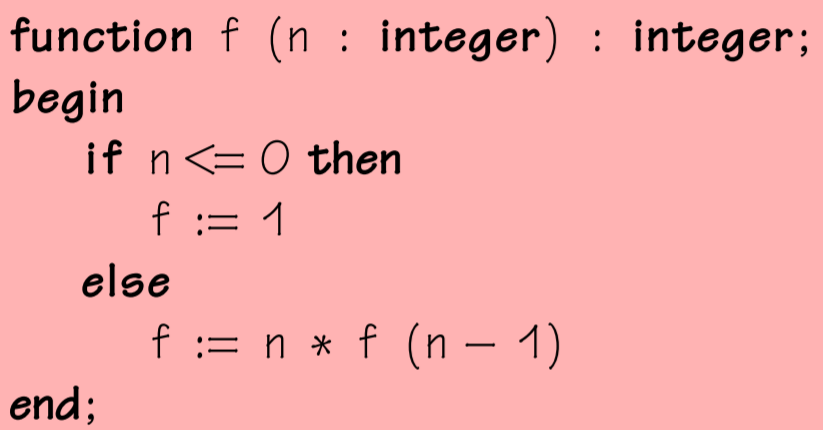 function f (n : integer) : integer;
begin
if n <= 0 then
f := 1
else
f := n * f (n - 1)
end;